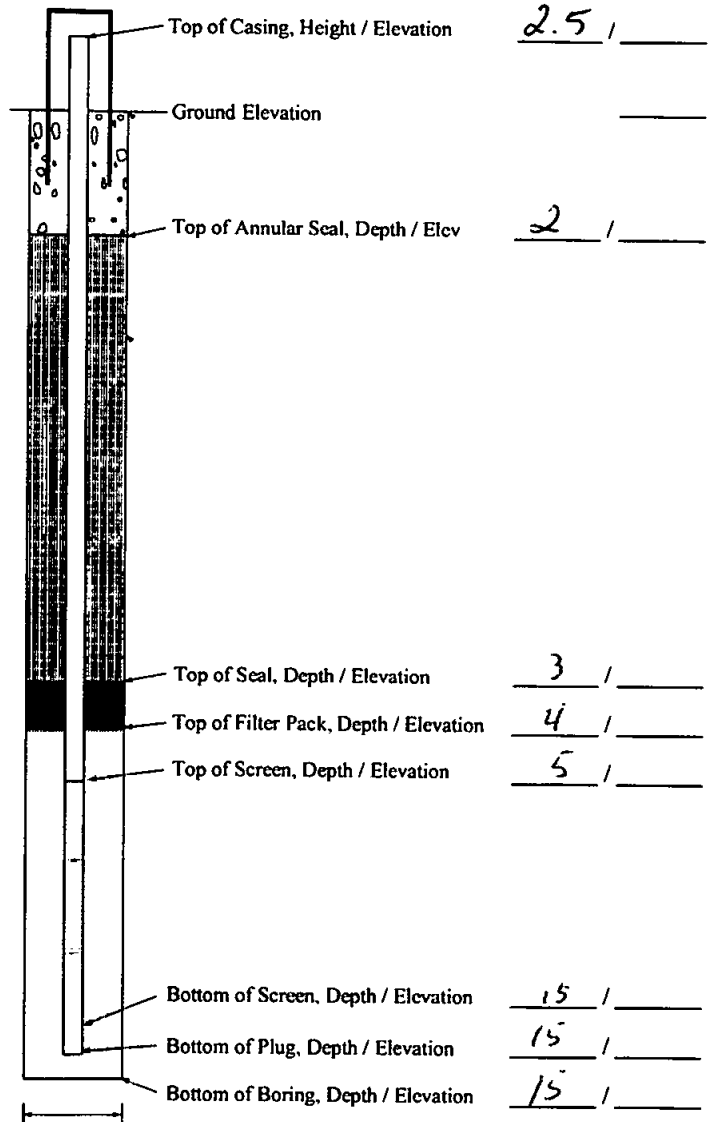 Top of Casing, Height / Elevation 2.5 /
Ground Elevation
Top of Annular Seal, Depth / Elev 2 /
Top of Seal, Depth / Elevation 3 /
Top of Filter Pack, Depth / Elevation 4 /
Top of Screen, Depth / Elevation 5 /
Bottom of Screen, Depth / Elevation 15 /
Bottom of Plug, Depth / Elevation 15 /
Bottom of Boring, Depth / Elevation 15 /